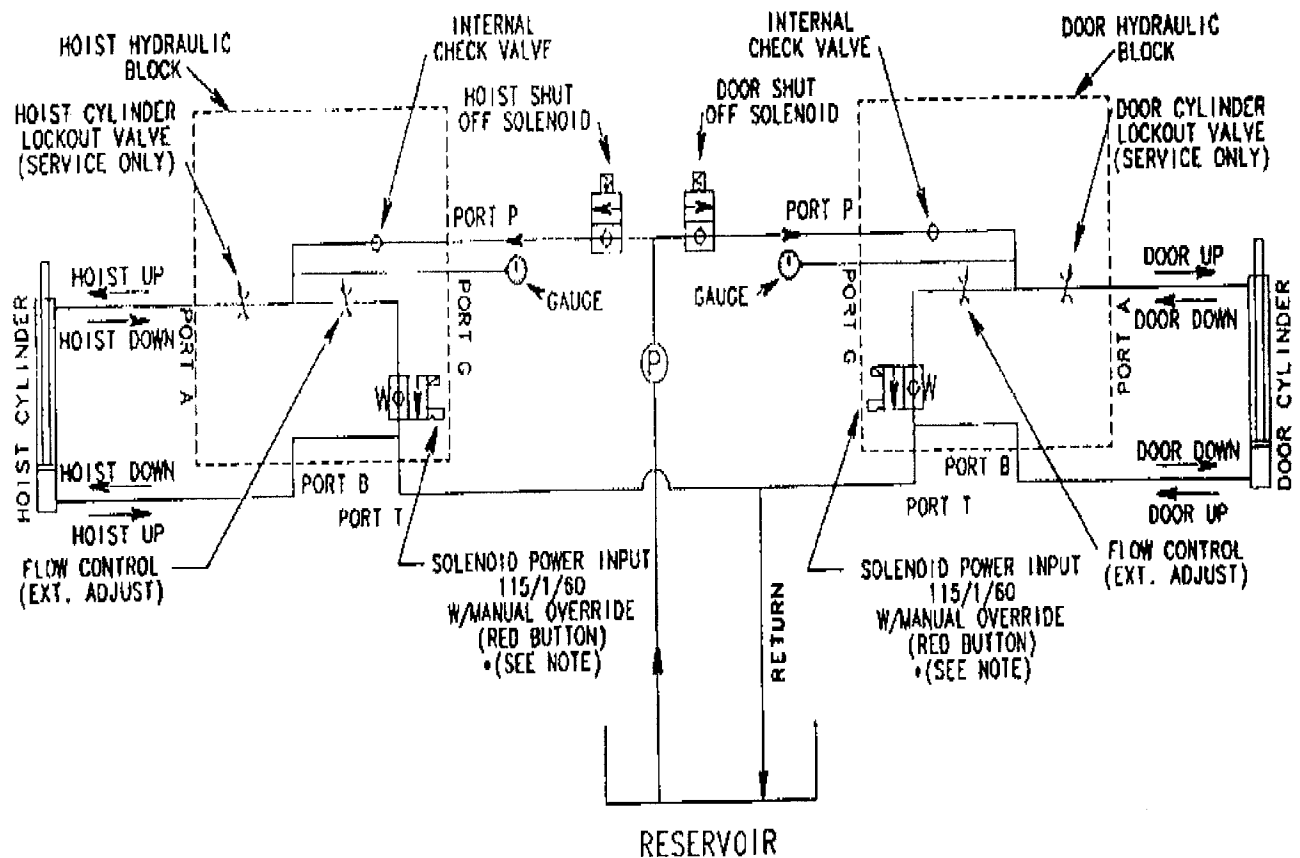 HOIST HYDRAULIC
BLOCK
INTERNAL
CHECK VALVE
INTERNAL
CHECK VALVE
DOOR HYDRAULIC
BLOCK
HOIST CYLINDER
LOCKOUT VALVE
(SERVICE ONLY)
HOIST SHUT
OFF SOLENOID
DOOR SHUT
OFF SOLENOID
DOOR CYLINDER
LOCKOUT VALVE
(SERVICE ONLY)
PORT P
PORT P
HOIST UP
HOIST DOWN
PORT A
PORT G
GAUGE
GAUGE
PORT G
PORT A
DOOR UP
DOOR DOWN
HOIST CYLINDER
DOOR CYLINDER
P
W
W
HOIST DOWN
HOIST UP
PORT B
PORT T
PORT B
PORT T
DOOR DOWN
DOOR UP
FLOW CONTROL
(EXT. ADJUST)
SOLENOID POWER INPUT
115/1/60
W/MANUAL OVERRIDE
(RED BUTTON)
•(SEE NOTE)
RETURN
SOLENOID POWER INPUT
115/1/60
W/MANUAL OVERRIDE
(RED BUTTON)
•(SEE NOTE)
FLOW CONTROL
(EXT. ADJUST)
RESERVOIR